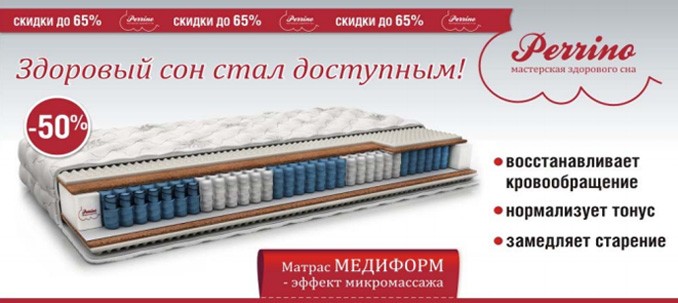 скидки до 65% Perrino скидки до 65% Perrino скидки до 65% Perrino
Perrino
мастерская здорового сна
Здоровый сон стал доступным!
-50%
Perrino
• восстанавливает
кровообращение
• нормализует тонус
• замедляет старение
Матрас МЕДИФОРМ
- эффект микромассажа